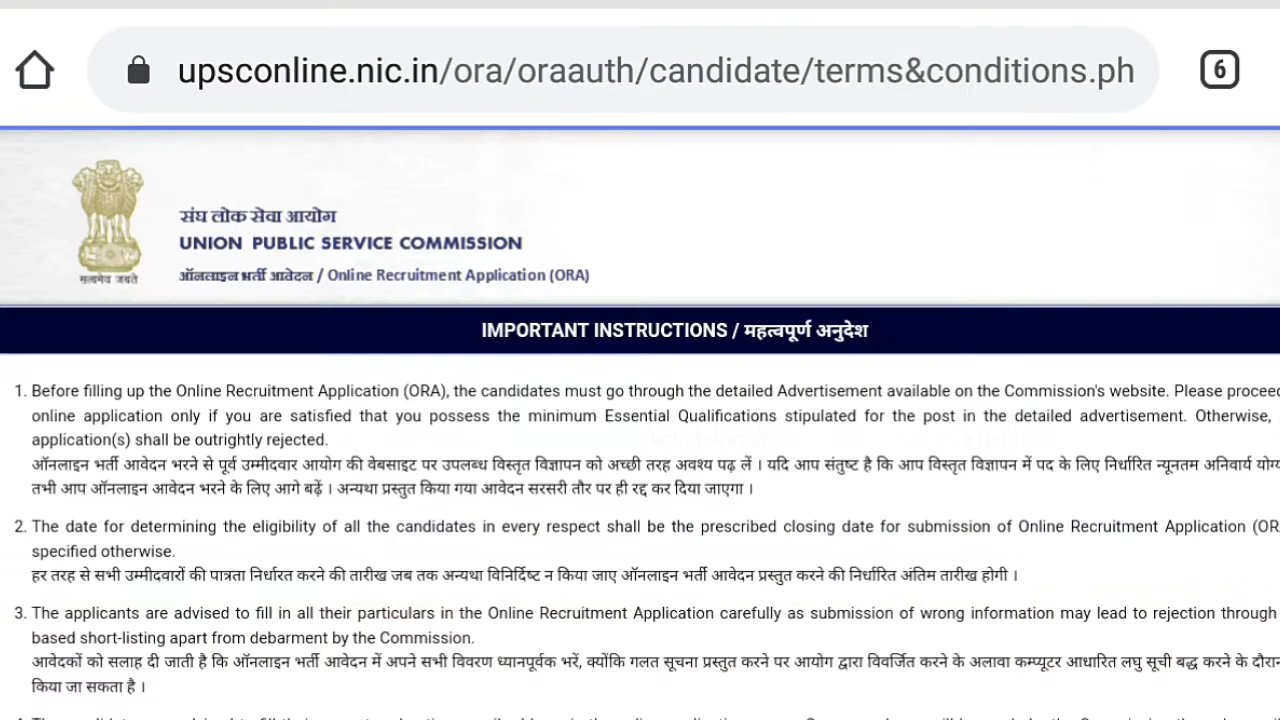 upsconline.nic.in/ora/oraauth/candidate/terms&conditions.ph
6
संघ लोक सेवा आयोग
UNION PUBLIC SERVICE COMMISSION
सत्यमेव जयते
ऑनलाइन भर्ती आवेदन / Online Recruitment Application (ORA)
IMPORTANT INSTRUCTIONS / महत्वपूर्ण अनुदेश
1. Before filling up the Online Recruitment Application (ORA), the candidates must go through the detailed Advertisement available on the Commission's website. Please proceed
online application only if you are satisfied that you possess the minimum Essential Qualifications stipulated for the post in the detailed advertisement. Otherwise,
application(s) shall be outrightly rejected.
ऑनलाइन भर्ती आवेदन भरने से पूर्व उम्मीदवार आयोग की वेबसाइट पर उपलब्ध विस्तृत विज्ञापन को अच्छी तरह अवश्य पढ़ लें । यदि आप संतुष्ट है कि आप विस्तृत विज्ञापन में पद के लिए निर्धारित न्यूनतम अनिवार्य योग्य
तभी आप ऑनलाइन आवेदन भरने के लिए आगे बढ़ें । अन्यथा प्रस्तुत किया गया आवेदन सरसरी तौर पर ही रद्द कर दिया जाएगा ।
2. The date for determining the eligibility of all the candidates in every respect shall be the prescribed closing date for submission of Online Recruitment Application (OR
specified otherwise.
हर तरह से सभी उम्मीदवारों की पात्रता निर्धारत करने की तारीख जब तक अन्यथा विनिर्दिष्ट न किया जाए ऑनलाइन भर्ती आवेदन प्रस्तुत करने की निर्धारित अंतिम तारीख होगी ।
3. The applicants are advised to fill in all their particulars in the Online Recruitment Application carefully as submission of wrong information may lead to rejection through
based short-listing apart from debarment by the Commission.
आवेदकों को सलाह दी जाती है कि ऑनलाइन भर्ती आवेदन में अपने सभी विवरण ध्यानपूर्वक भरें, क्योंकि गलत सूचना प्रस्तुत करने पर आयोग द्वारा विवर्जित करने के अलावा कम्प्यूटर आधारित लघु सूची बद्ध करने के दौरान
किया जा सकता है ।